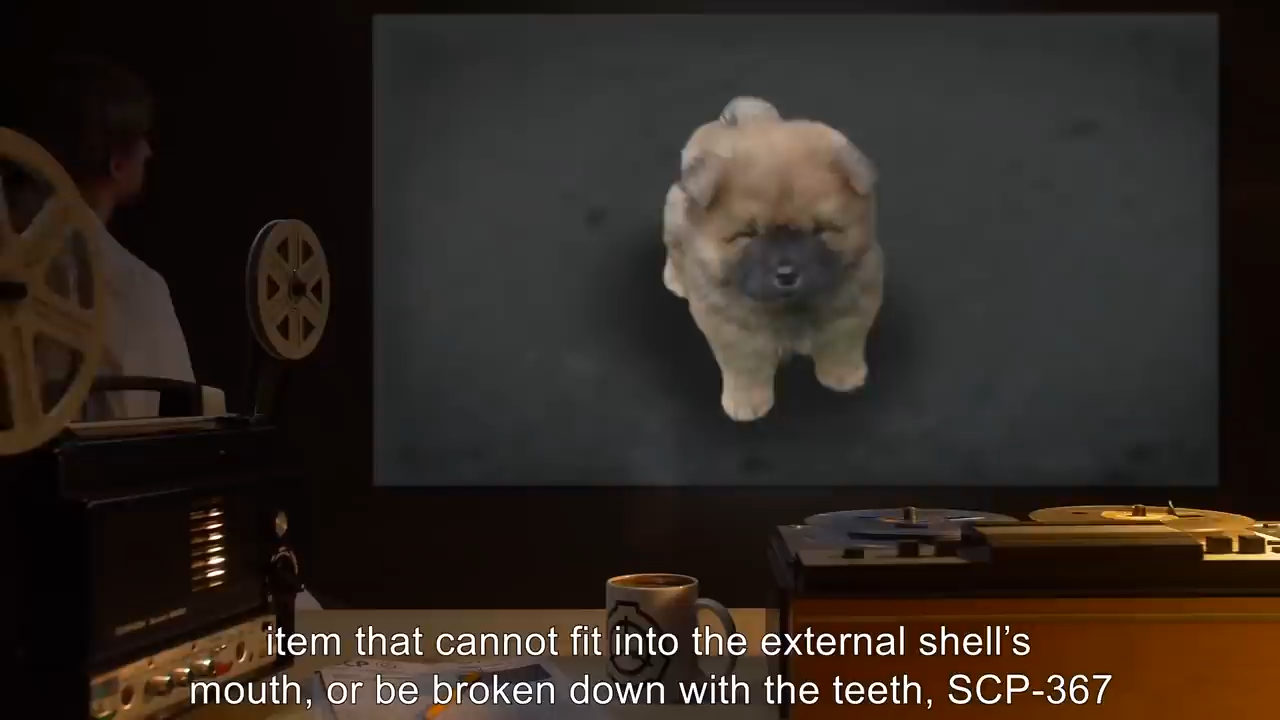 item that cannot fit into the external shell’s
mouth, or be broken down with the teeth, SCP-367